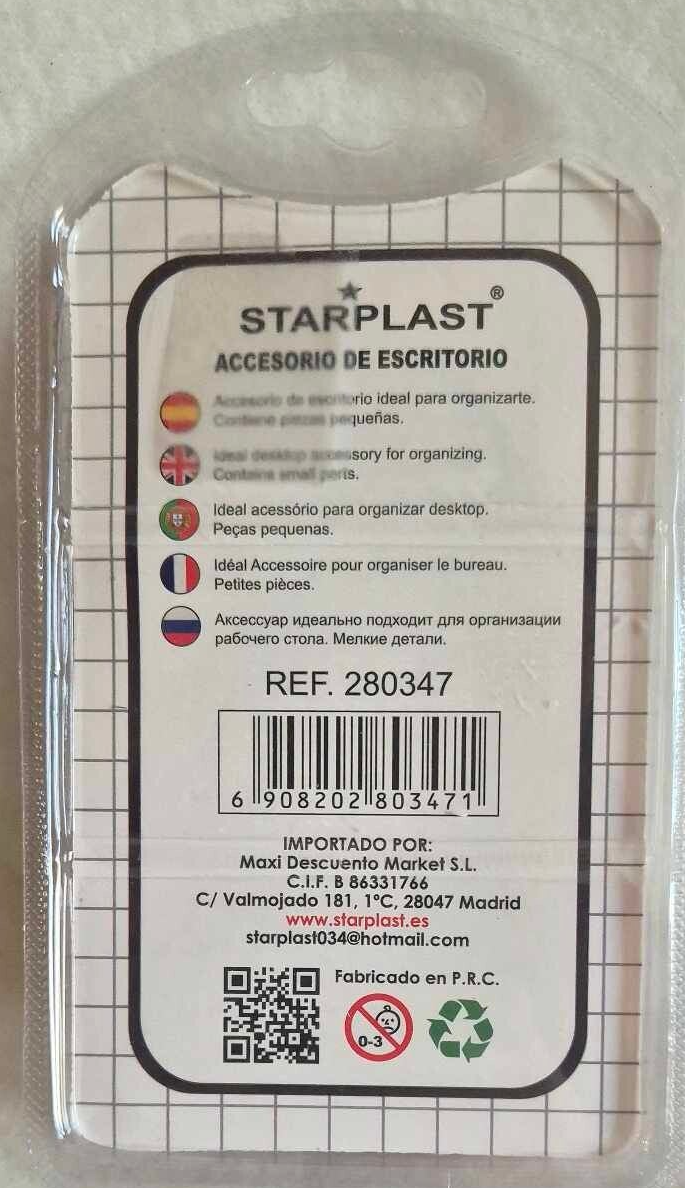 STARPLAST®
ACCESORIO DE ESCRITORIO
Accesorio de escritorio ideal para organizarte.
Contiene piezas pequeñas.
Ideal desktop accessory for organizing.
Contains small parts.
Ideal acessório para organizar desktop.
Peças pequenas.
Idéal Accessoire pour organiser le bureau.
Petites pièces.
Аксессуар идеально подходит для организации
рабочего стола. Мелкие детали.
REF. 280347
6 908202 803471
IMPORTADO POR:
Maxi Descuento Market S.L.
C.I.F. B 86331766
C/ Valmojado 181, 1ºC, 28047 Madrid
www.starplast.es
starplast034@hotmail.com
Fabricado en P.R.C.
0-3